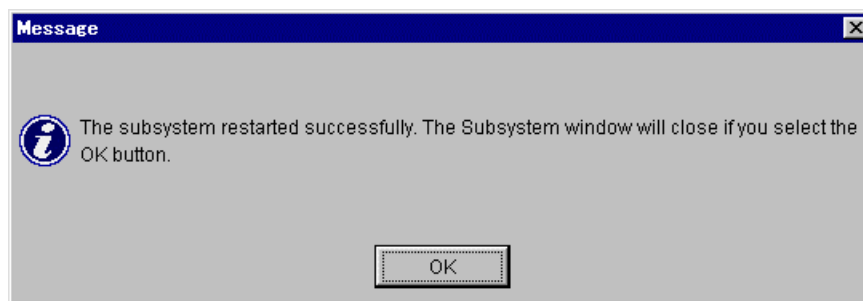 Message
The subsystem restarted successfully. The Subsystem window will close if you select the
OK button.
OK